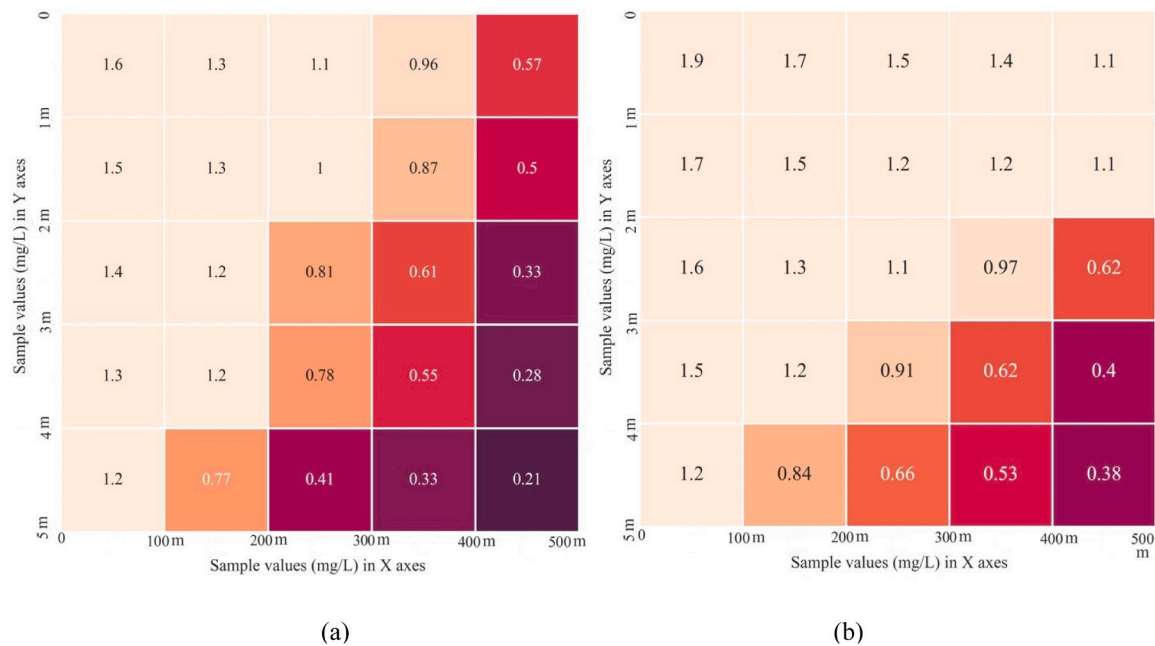 0
1.6 1.3 1.1 0.96 0.57
1 m
1.5 1.3 1 0.87 0.5
2 m
1.4 1.2 0.81 0.61 0.33
3 m
1.3 1.2 0.78 0.55 0.28
4 m
1.2 0.77 0.41 0.33 0.21
5 m
0 100 m 200 m 300 m 400 m 500 m
Sample values (mg/L) in Y axes
Sample values (mg/L) in X axes
(a)
0
1.9 1.7 1.5 1.4 1.1
1 m
1.7 1.5 1.2 1.2 1.1
2 m
1.6 1.3 1.1 0.97 0.62
3 m
1.5 1.2 0.91 0.62 0.4
4 m
1.2 0.84 0.66 0.53 0.38
5 m
0 100 m 200 m 300 m 400 m 500
m
Sample values (mg/L) in Y axes
Sample values (mg/L) in X axes
(b)